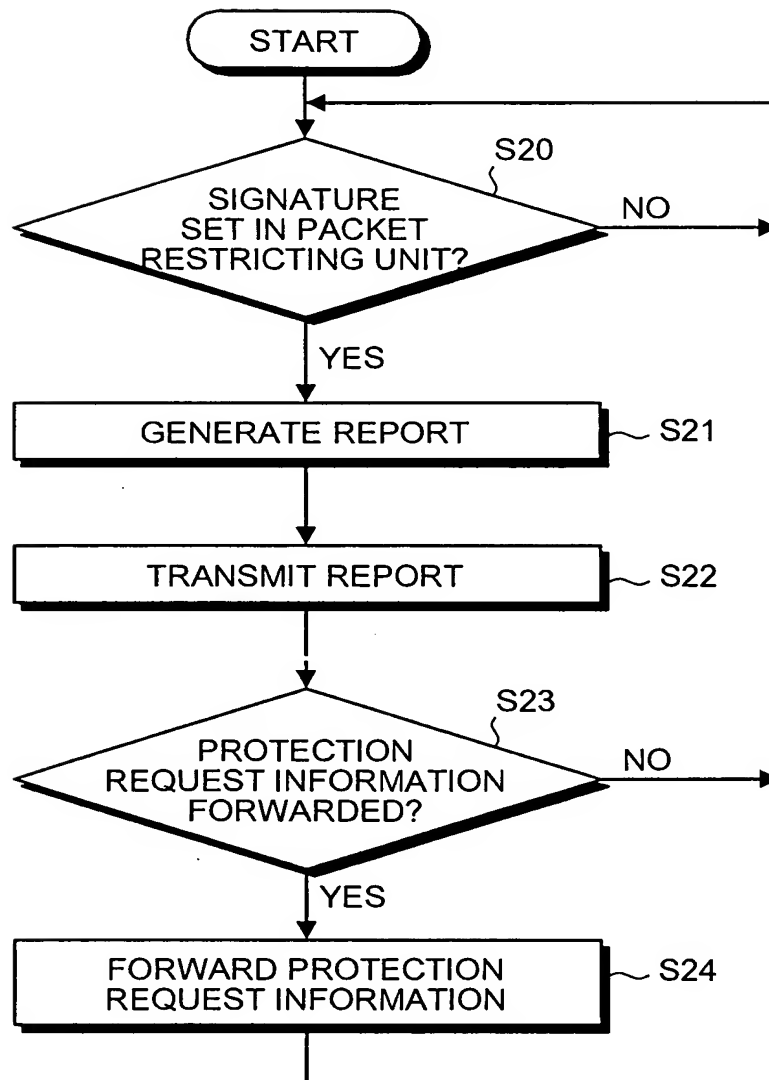 START
S20
SIGNATURE
SET IN PACKET
RESTRICTING UNIT?
NO
YES
GENERATE REPORT
S21
TRANSMIT REPORT
S22
S23
PROTECTION
REQUEST INFORMATION
FORWARDED?
NO
YES
FORWARD PROTECTION
REQUEST INFORMATION
S24